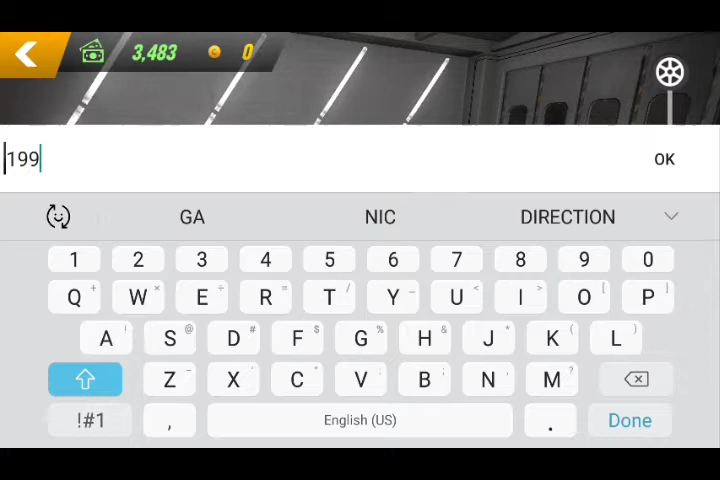 3,483 0
199
OK
GA NIC DIRECTION
1 2 3 4 5 6 7 8 9 0
Q + W × E ÷ R = T / Y _ U < I > O [ P ]
A ! S @ D # F $ G % H & J * K ( L )
Z - X ' C " V : B ; N , M ?
!#1 , English (US) . Done